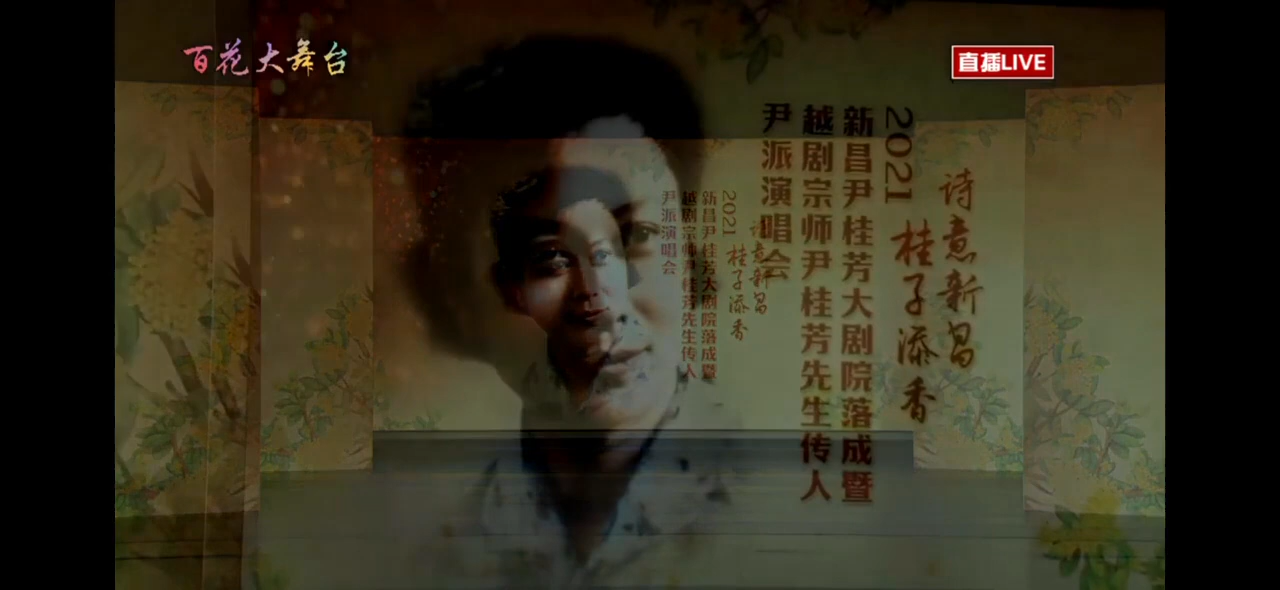 百花大舞台
直播LIVE
诗意新昌
2021 桂子添香
新昌尹桂芳大剧院落成暨
越剧宗师尹桂芳先生传人
尹派演唱会
诗意新昌
2021 桂子添香
新昌尹桂芳大剧院落成暨
越剧宗师尹桂芳先生传人
尹派演唱会